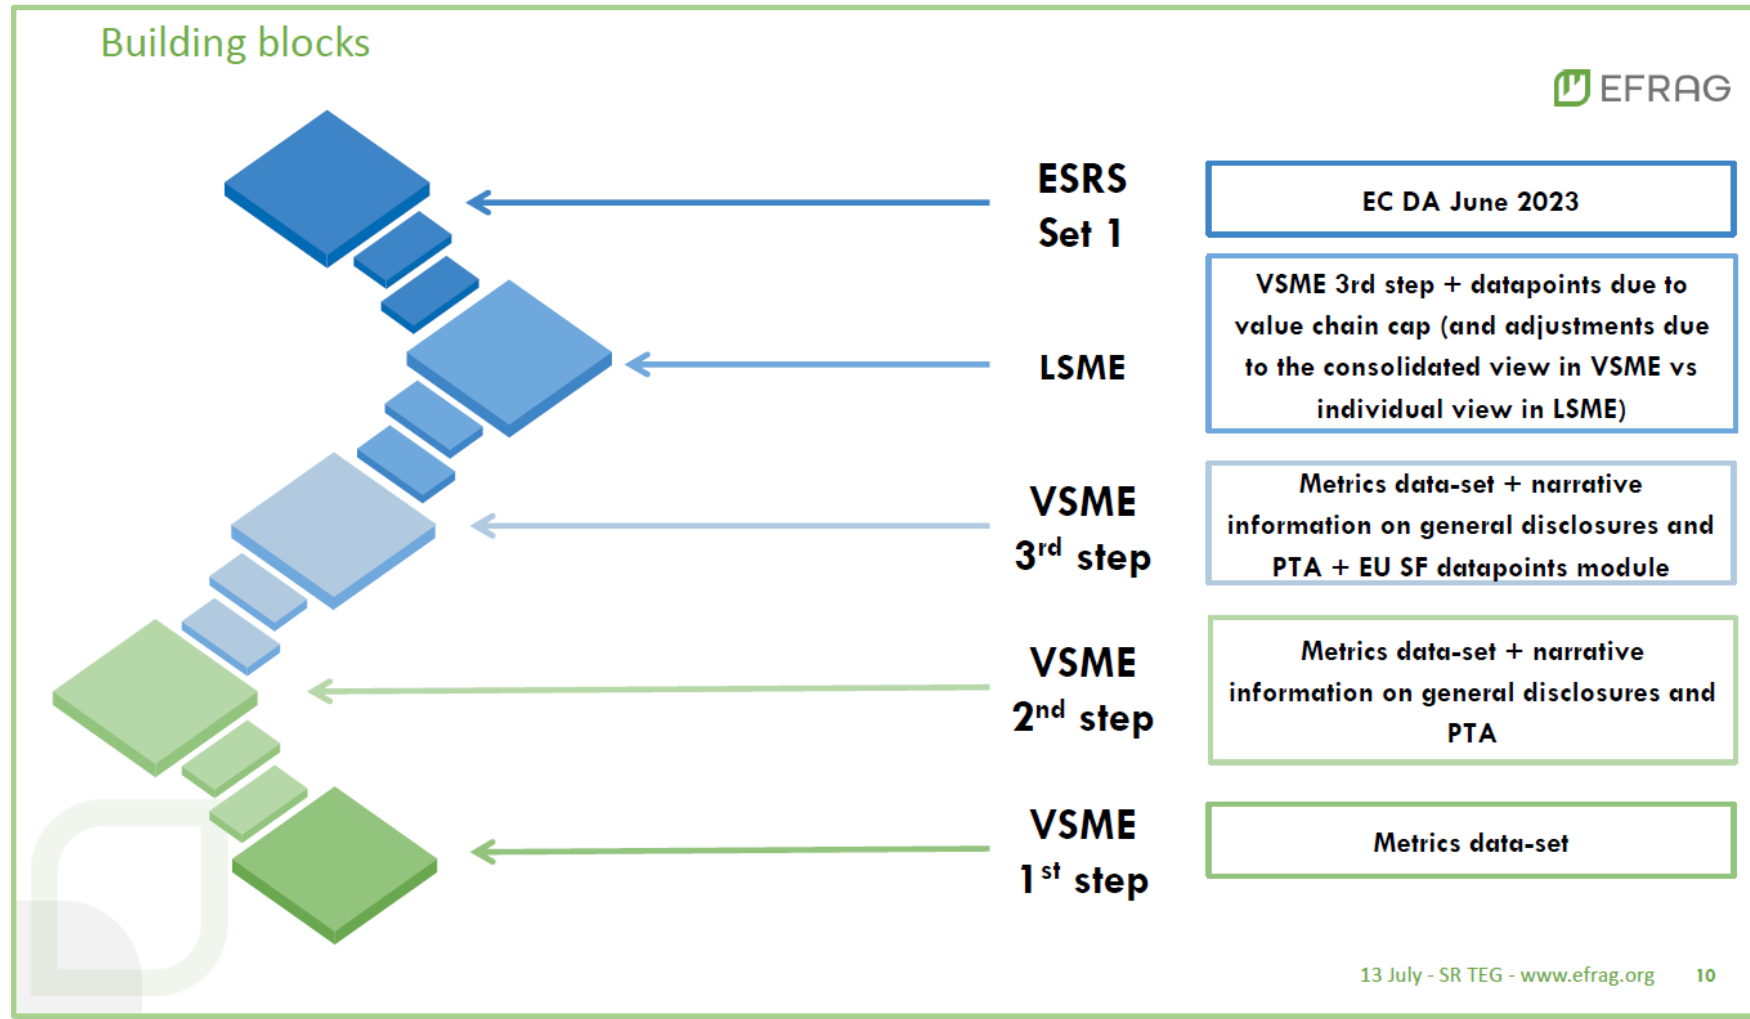 Building blocks
EFRAG
ESRS
Set 1
EC DA June 2023
LSME
VSME 3rd step + datapoints due to
value chain cap (and adjustments due
to the consolidated view in VSME vs
individual view in LSME)
VSME
3rd step
Metrics data-set + narrative
information on general disclosures and
PTA + EU SF datapoints module
VSME
2nd step
Metrics data-set + narrative
information on general disclosures and
PTA
VSME
1st step
Metrics data-set
13 July - SR TEG - www.efrag.org 10